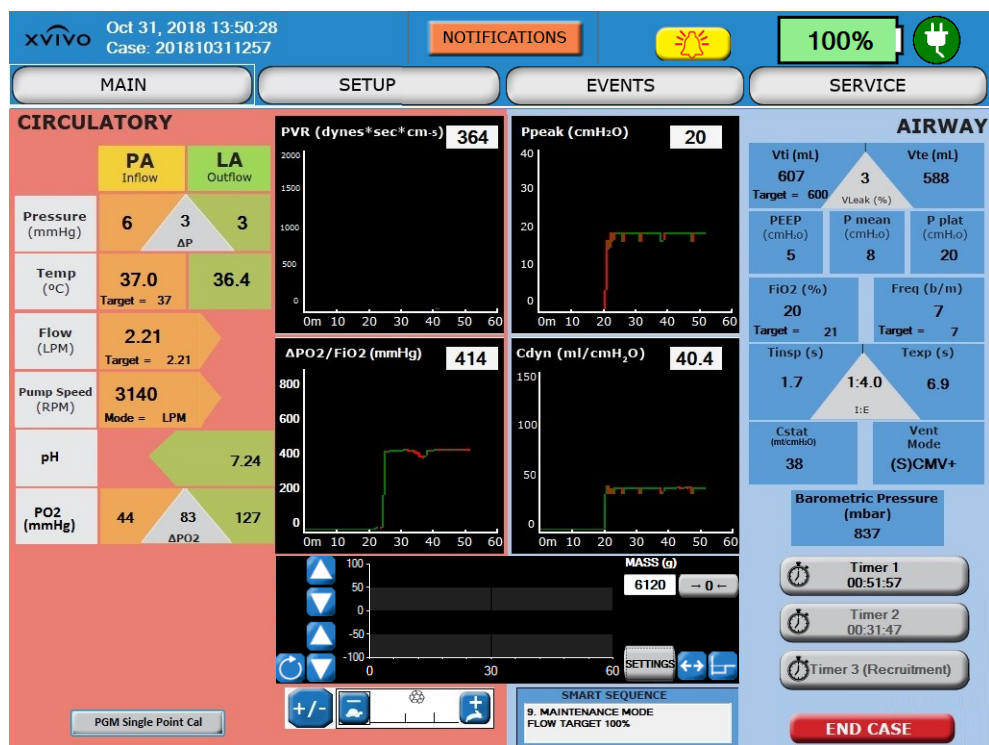 xvivo
Oct 31, 2018 13:50:28
Case: 201810311257
NOTIFICATIONS
100%
MAIN
SETUP
EVENTS
SERVICE
CIRCULATORY
PA
Inflow
LA
Outflow
Pressure
(mmHg)
6
3
ΔP
3
Temp
(ºC)
37.0
Target = 37
36.4
Flow
(LPM)
2.21
Target = 2.21
Pump Speed
(RPM)
3140
Mode = LPM
pH
7.24
PO2
(mmHg)
44
83
ΔPO2
127
PGM Single Point Cal
PVR (dynes*sec*cm-5)
364
2000
1500
1000
500
0
0m 10 20 30 40 50 60
Ppeak (cmH₂O)
20
40
30
20
10
0
0m 10 20 30 40 50 60
ΔPO2/FiO2 (mmHg)
414
800
600
400
200
0
0m 10 20 30 40 50 60
Cdyn (ml/cmH₂O)
40.4
150
100
50
0
0m 10 20 30 40 50 60
100
50
0
-50
-100
0 30 60
MASS (g)
6120
→ 0 ←
SETTINGS
+/-
SMART SEQUENCE
9. MAINTENANCE MODE
FLOW TARGET 100%
AIRWAY
Vti (mL)
607
Target = 600
3
VLeak (%)
Vte (mL)
588
PEEP
(cmH₂o)
5
P mean
(cmH₂o)
8
P plat
(cmH₂o)
20
FiO2 (%)
20
Target = 21
Freq (b/m)
7
Target = 7
Tinsp (s)
1.7
1:4.0
I:E
Texp (s)
6.9
Cstat
(mt/cmH₂O)
38
Vent
Mode
(S)CMV+
Barometric Pressure
(mbar)
837
Timer 1
00:51:57
Timer 2
00:31:47
Timer 3 (Recruitment)
END CASE